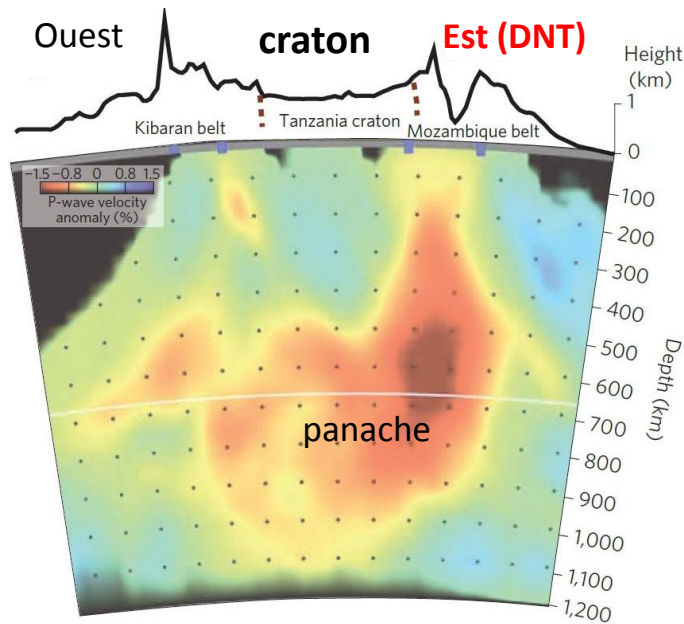 Ouest
craton
Est (DNT)
Height
(km)
1
0
Kibaran belt
Tanzania craton
Mozambique belt
−1.5 −0.8 0 0.8 1.5
P-wave velocity
anomaly (%)
100
200
300
400
500
600
700
800
900
1,000
1,100
1,200
Depth (km)
panache